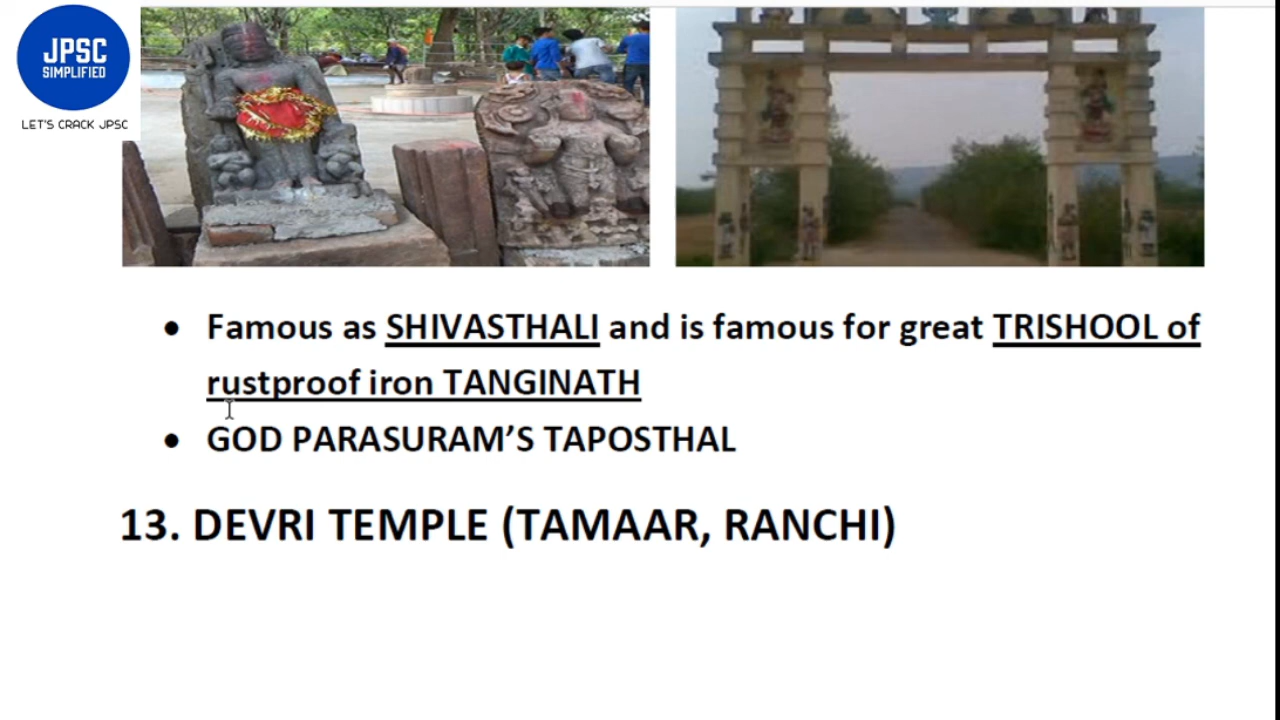 JPSC
SIMPLIFIED
LET'S CRACK JPSC
• Famous as SHIVASTHALI and is famous for great TRISHOOL of
rustproof iron TANGINATH
• GOD PARASURAM’S TAPOSTHAL
13. DEVRI TEMPLE (TAMAAR, RANCHI)